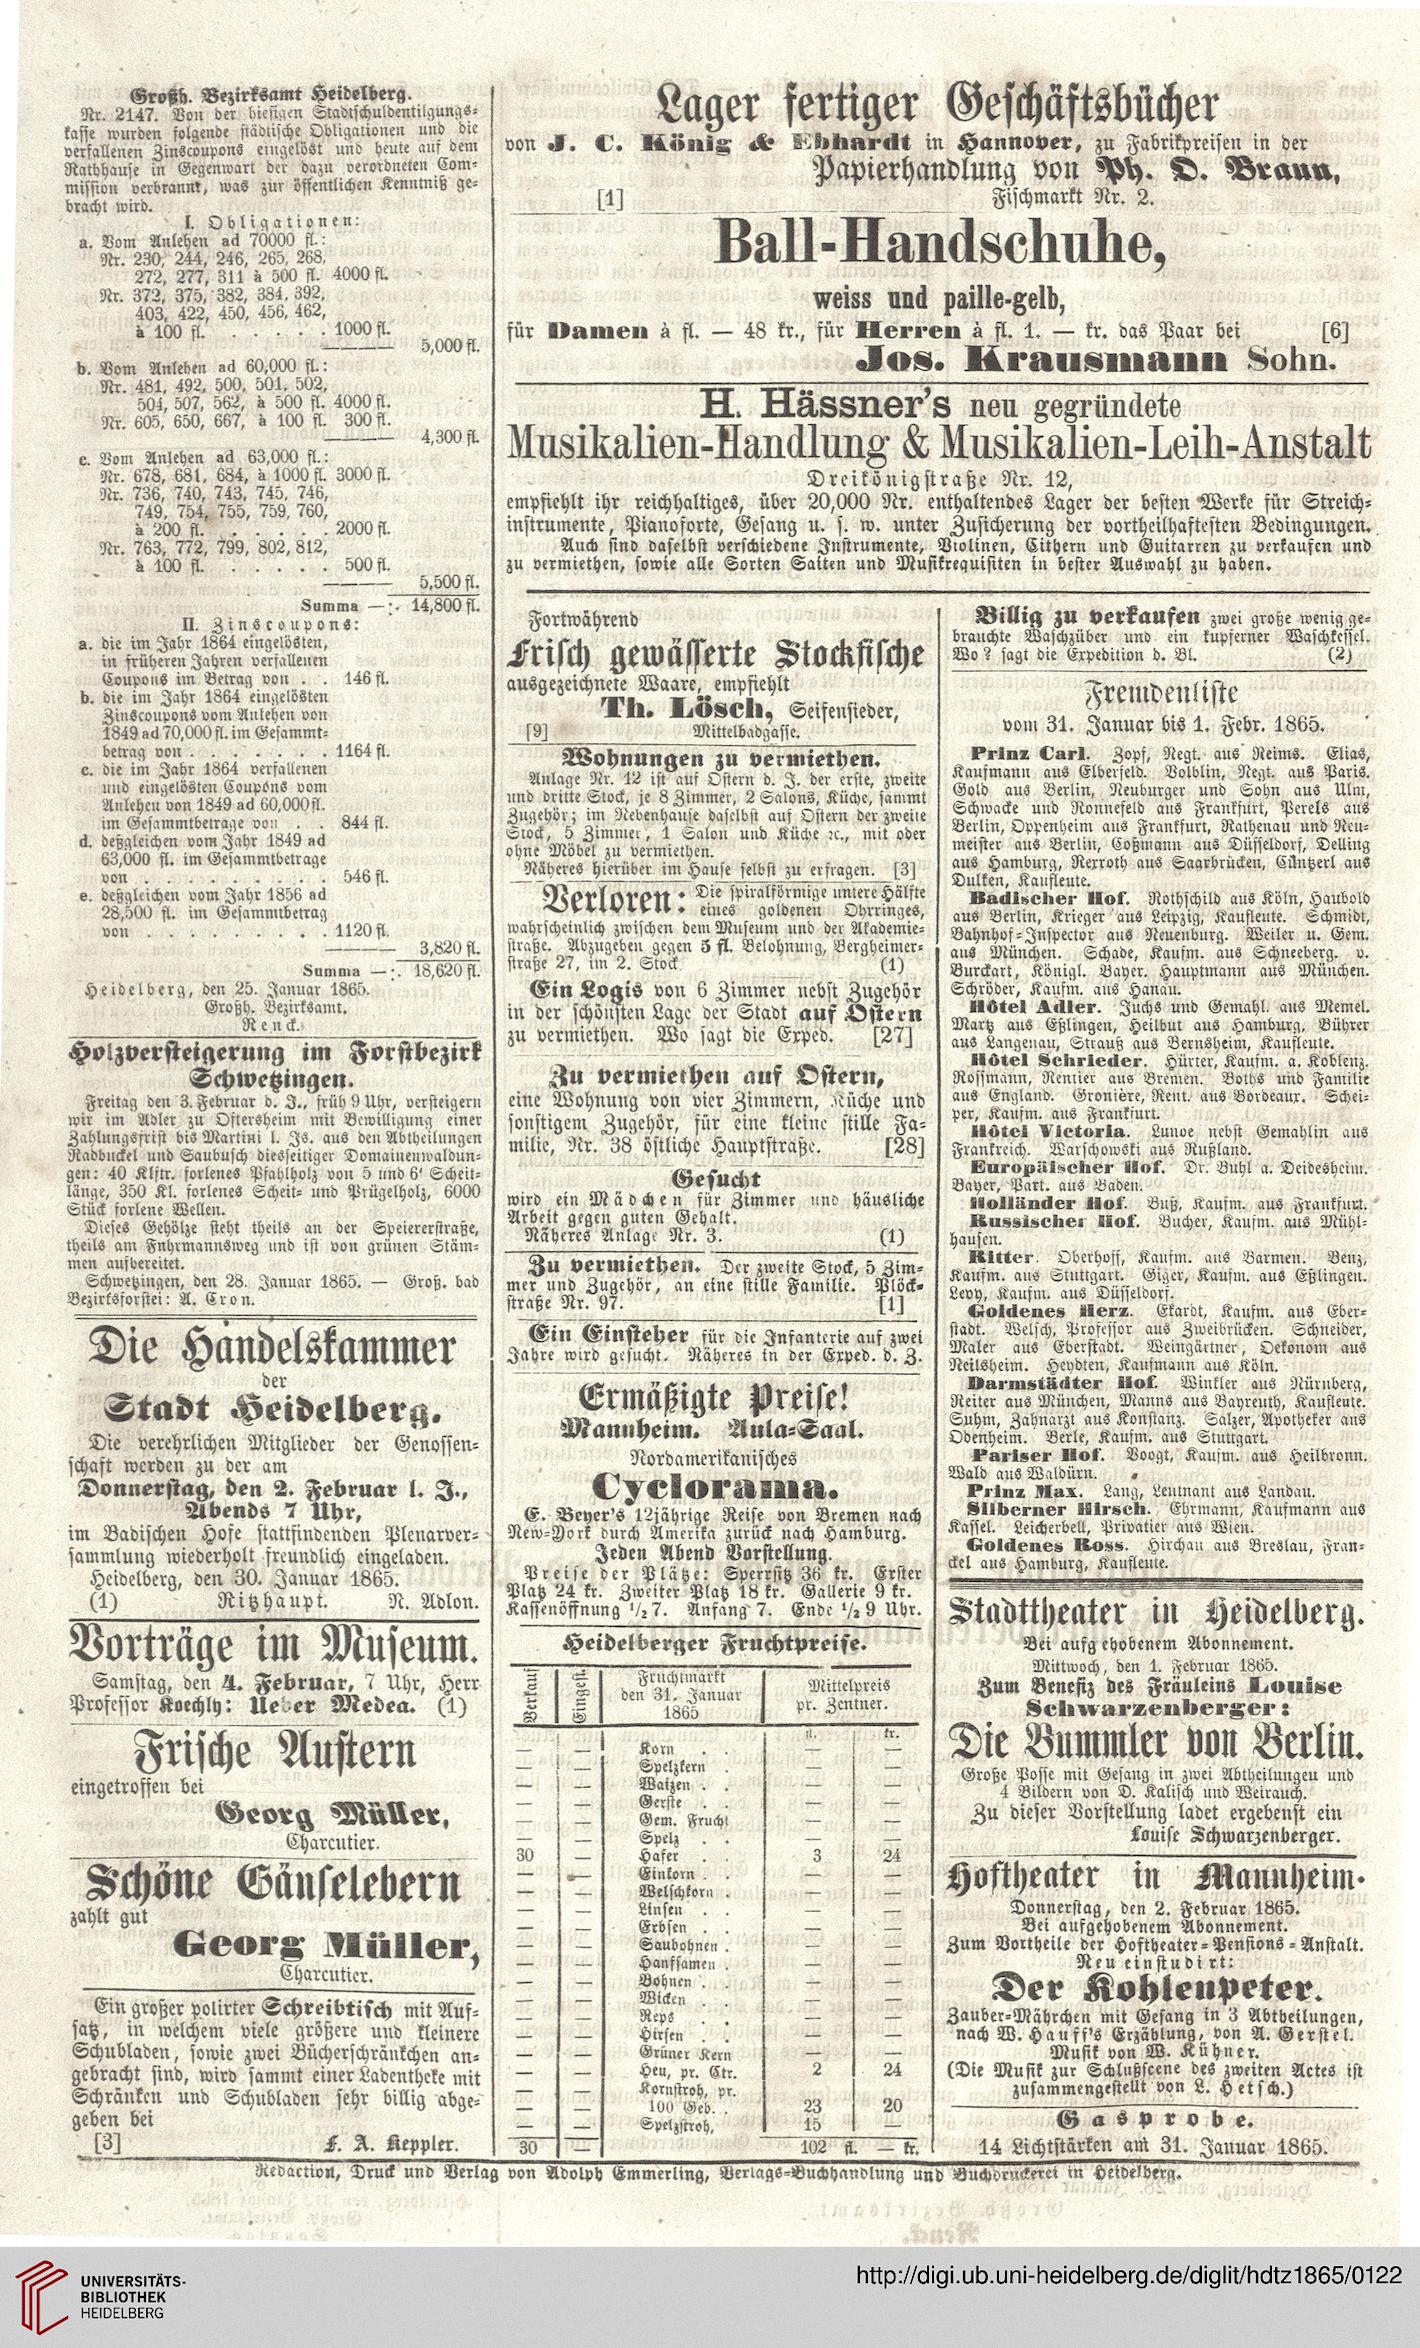 Großh. Bezirksamt Heidelberg.
Nr. 2147. Von der hiesigen Stadtschuldentilgungs-
kasse wurden folgende städtische Obligationen und die
verfallenen Zinscoupons eingelöst und heute auf dem
Rathhause in Gegenwart der dazu verordneten Com-
mission verbrannt, was zur öffentlichen Kenntniß ge-
bracht wird.
I. Obligationen:
a. Vom Anlehen ad 70000 fl.:
Nr. 230, 244, 246, 265, 268,
272, 277, 311 à 500 fl. 4000 fl.
Nr. 372, 375, 382, 384, 392,
403, 422, 450, 456, 462,
à 100 fl. . . . . . . 1000 fl.
5,000 fl.
b. Vom Anlehen ad 60,000 fl.:
Nr. 481, 492, 500, 501, 502,
504, 507, 562, à 500 fl. 4000 fl.
Nr. 605, 650, 667, à 100 fl. 300 fl.
4,300 fl.
c. Vom Anlehen ad 63,000 fl.:
Nr. 678, 681, 684, à 1000 fl. 3000 fl.
Nr. 736, 740, 743, 745, 746,
749, 754, 755, 759, 760,
à 200 fl. . . . . . . 2000 fl.
Nr. 763, 772, 799, 802, 812,
à 100 fl. . . . . . . 500 fl.
5,500 fl.
Summa —:. 14,800 fl.
II. Zinscoupons:
a. die im Jahr 1864 eingelösten,
in früheren Jahren verfallenen
Coupons im Betrag von . . 146 fl.
b. die im Jahr 1864 eingelösten
Zinscoupons vom Anlehen von
1849 ad 70,000 fl. im Gesammt-
betrag von . . . . . . . 1164 fl.
c. die im Jahr 1864 verfallenen
und eingelösten Coupons vom
Anlehen von 1849 ad 60,000 fl.
im Gesammtbetrage von . . 844 fl.
d. deßgleichen vom Jahr 1849 ad
63,000 fl. im Gesammtbetrage
von . . . . . . . . . 546 fl.
e. deßgleichen vom Jahr 1856 ad
28,500 fl. im Gesammtbetrag
von . . . . . . . . . 1120 fl.
3,820 fl.
Summa —:. 18,620 fl.
Heidelberg, den 25. Januar 1865.
Großh. Bezirksamt.
Renck.
Holzversteigerung im Forstbezirk
Schwetzingen.
Freitag den 3. Februar d. J., früh 9 Uhr, versteigern
wir im Adler zu Oftersheim mit Bewilligung einer
Zahlungsfrist bis Martini l. Js. aus den Abtheilungen
Radbuckel und Saubusch diesseitiger Domainenwaldun-
gen: 40 Klftr. forlenes Pfahlholz von 5 und 6' Scheit-
länge, 350 Kl. forlenes Scheit- und Prügelholz, 6000
Stück forlene Wellen.
Dieses Gehölze steht theils an der Speiererstraße,
theils am Fuhrmannsweg und ist von grünen Stäm-
men aufbereitet.
Schwetzingen, den 28. Januar 1865. — Groß. bad
Bezirksforstei: A. Cron.
Die Handelskammer
der
Stadt Heidelberg.
Die verehrlichen Mitglieder der Genossen-
schaft werden zu der am
Donnerstag, den 2. Februar l. J.,
Abends 7 Uhr,
im Badischen Hofe stattfindenden Plenarver-
sammlung wiederholt freundlich eingeladen.
Heidelberg, den 30. Januar 1865.
(1) Ritzhaupt. N. Adlon.
Vorträge im Museum.
Samstag, den 4. Februar, 7 Uhr, Herr
Professor Koechly: Ueber Medea. (1)
Frische Austern
eingetroffen bei
Georg Müller,
Charcutier.
Schöne Gänselebern
zahlt gut
Georg Müller,
Charcutier.
Ein großer polirter Schreibtisch mit Auf-
satz, in welchem viele größere und kleinere
Schubladen, sowie zwei Bücherschränkchen an-
gebracht sind, wird sammt einer Ladentheke mit
Schränken und Schubladen sehr billig abge-
geben bei
[3] F. A. Keppler.
Lager fertiger Geschäftsbücher
von J. C. König & Ebhardt in Hannover, zu Fabrikpreisen in der
Papierhandlung von Ph. D. Braun,
[1] Fischmarkt Nr. 2.
Ball-Handschuhe,
weiss und paille-gelb,
für Damen à fl. — 48 kr., für Herren à fl. 1. — kr. das Paar bei [6]
Jos. Krausmann Sohn.
H. Hässner's neu gegründete
Musikalien-Handlung & Musikalien-Leih-Anstalt
Dreikönigstraße Nr. 12,
empfiehlt ihr reichhaltiges, über 20,000 Nr. enthaltendes Lager der besten Werke für Streich-
instrumente, Pianoforte, Gesang u. s. w. unter Zusicherung der vortheilhaftesten Bedingungen.
Auch sind daselbst verschiedene Instrumente, Violinen, Cithern und Guitarren zu verkaufen und
zu vermiethen, sowie alle Sorten Saiten und Musikrequisiten in bester Auswahl zu haben.
Fortwährend
Frisch gewässerte Stockfische
ausgezeichnete Waare, empfiehlt
Th. Lösch, Seifensieder,
[9] Mittelbadgasse.
Wohnungen zu vermiethen.
Anlage Nr. 12 ist auf Ostern d. J. der erste, zweite
und dritte Stock, je 8 Zimmer, 2 Salons, Küche, sammt
Zugehör; im Nebenhause daselbst auf Ostern der zweite
Stock, 5 Zimmer, 1 Salon und Küche ꝛc., mit oder
ohne Möbel zu vermiethen.
Näheres hierüber im Hause selbst zu erfragen. [3]
Verloren: Die spiralförmige untere Hälfte
eines goldenen Ohrringes,
wahrscheinlich zwischen dem Museum und der Akademie-
straße. Abzugeben gegen 5 fl. Belohnung, Bergheimer-
straße 27, im 2. Stock. (1)
Ein Logis von 6 Zimmer nebst Zugehör
in der schönsten Lage der Stadt auf Ostern
zu vermiethen. Wo sagt die Exped. [27]
Zu vermiethen auf Ostern,
eine Wohnung von vier Zimmern, Küche und
sonstigem Zugehör, für eine kleine stille Fa-
milie, Nr. 38 östliche Hauptstraße. [28]
Gesucht
wird ein Mädchen für Zimmer und häusliche
Arbeit gegen guten Gehalt.
Näheres Anlage Nr. 3. (1)
Zu vermiethen. Der zweite Stock, 5 Zim-
mer und Zugehör, an eine stille Familie. Plöck-
straße Nr. 97. [1]
Ein Einsteher für die Infanterie auf zwei
Jahre wird gesucht. Näheres in der Exped. d. Z.
Ermäßigte Preise!
Mannheim. Aula-Saal.
Nordamerikanisches
Cyclorama.
E. Beyer's 12jährige Reise von Bremen nach
New-York durch Amerika zurück nach Hamburg.
Jeden Abend Vorstellung.
Preise der Plätze: Sperrsitz 36 kr. Erster
Platz 24 kr. Zweiter Platz 18 kr. Gallerie 9 kr.
Kassenöffnung 1/2 7. Anfang 7. Ende 1/2 9 Uhr.
Heidelberger Fruchtpreise.
Verkauf Eingest. Fruchtmarkt den 31. Januar 1865 Mittelpreis pr. Zentner.
fl. kr.
— — Korn . . — —
— — Spelzkern . — —
— — Waizen . . — —
— — Gerste . . — —
— — Gem. Frucht — —
— — Spelz . . — —
30 — Hafer . . 3 24
— — Einkorn . . — —
— — Welschkorn . — —
— — Linsen . . — —
— — Erbsen . . — —
— — Saubohnen . — —
— — Hanfsamen . — —
— — Bohnen . . — —
— — Wicken . . — —
— — Reps . . — —
— — Hirsen . . — —
— — Grüner Kern — —
— — Heu, pr. Ctr. 2 24
Kornstroh, pr.
— — 100 Geb. . 23 20
— — Spelzstroh, 15 —
30 — 102 fl. — kr.
Billig zu verkaufen zwei große wenig ge-
brauchte Waschzüber und ein kupferner Waschkessel.
Wo? sagt die Expedition d. Bl. (2)
Fremdenliste
vom 31. Januar bis 1. Febr. 1865.
Prinz Carl. Zopf, Negt. aus Reims. Elias,
Kaufmann aus Elberfeld. Volblin, Negt. aus Paris.
Gold aus Berlin, Neuburger und Sohn aus Ulm,
Schwacke und Ronnefeld aus Frankfurt, Perels aus
Berlin, Oppenheim aus Frankfurt, Rathenau und Neu-
meister aus Berlin, Coßmann aus Düsseldorf, Delling
aus Hamburg, Rexroth aus Saarbrücken, Cüntzerl aus
Dulken, Kaufleute.
Badischer Hof. Rothschild aus Köln, Haubold
aus Berlin, Krieger aus Leipzig, Kaufleute. Schmidt,
Bahnhof-Inspector aus Neuenburg. Weiler u. Gem.
aus München. Schade, Kaufm. aus Schneeberg. v.
Burckart, Königl. Bayer. Hauptmann aus München.
Schröder, Kaufm. aus Hanau.
Hôtel Adler. Fuchs und Gemahl. aus Memel.
Martz aus Eßlingen, Heilbut aus Hamburg, Bührer
aus Langenau, Strauß aus Bernsheim, Kaufleute.
Hôtel Schrieder. Hürter, Kaufm. a. Koblenz.
Rossmann, Rentier aus Bremen. Boths und Familie
aus England. Gronière, Rent. aus Bordeaux. Schei-
per, Kaufm. aus Frankfurt.
Hôtel Victoria. Lunoe nebst Gemahlin aus
Frankreich. Warschowski aus Rußland.
Europäischer Hof. Dr. Buhl a. Deidesheim.
Bayer, Part. aus Baden.
Holländer Hof. Buß, Kaufm. aus Frankfurt.
Russischer Hof. Bucher, Kaufm. aus Mühl-
hausen.
Ritter. Oberhoff, Kaufm. aus Barmen. Benz,
Kaufm. aus Stuttgart. Giger, Kaufm. aus Eßlingen.
Levy, Kaufm. aus Düsseldorf.
Goldenes Herz. Ekardt, Kaufm. aus Eber-
stadt. Welsch, Professor aus Zweibrücken. Schneider,
Maler aus Eberstadt. Weingärtner, Oekonom aus
Neilsheim. Heydten, Kaufmann aus Köln.
Darmstädter Hof. Winkler aus Nürnberg,
Reiter aus München, Manns aus Bayreuth, Kaufleute.
Suhm, Zahnarzt aus Konstanz. Salzer, Apotheker aus
Odenheim. Berle, Kaufm. aus Stuttgart.
Pariser Hof. Voogt, Kaufm. aus Heilbronn.
Wald aus Waldürn.
Prinz Max. Lang, Leutnant aus Landau.
Silberner Hirsch. Ehrmann, Kaufmann aus
Kassel. Leicherbell, Privatier aus Wien.
Goldenes Ross. Hirchau aus Breslau, Fran-
ckel aus Hamburg, Kaufleute.
Stadttheater in Heidelberg.
Bei aufgehobenem Abonnement.
Mittwoch, den 1. Februar 1865.
Zum Benefiz des Fräuleins Louise
Schwarzenberger:
Die Bummler von Berlin.
Große Posse mit Gesang in zwei Abtheilungen und
4 Bildern von D. Kalisch und Weirauch.
Zu dieser Vorstellung ladet ergebenst ein
Louise Schwarzenberger.
Hoftheater in Mannheim.
Donnerstag, den 2. Februar 1865.
Bei aufgehobenem Abonnement.
Zum Vortheile der Hoftheater-Pensions-Anstalt.
Neu einstudirt:
Der Kohlenpeter.
Zauber-Mährchen mit Gesang in 3 Abtheilungen,
nach W. Hauff's Erzählung, von A. Gerstel.
Musik von W. Kühner.
(Die Musik zur Schlußscene des zweiten Actes ist
zusammengestellt von L. Hetsch.)
Gasprobe.
14 Lichtstärken am 31. Januar 1865.
Redaction, Druck und Verlag von Adolph Emmerling, Verlags-Buchhandlung und Buchdruckerei in Heidelberg.
UNIVERSITÄTS-
BIBLIOTHEK
HEIDELBERG
http://digi.ub.uni-heidelberg.de/diglit/hdtz1865/0122